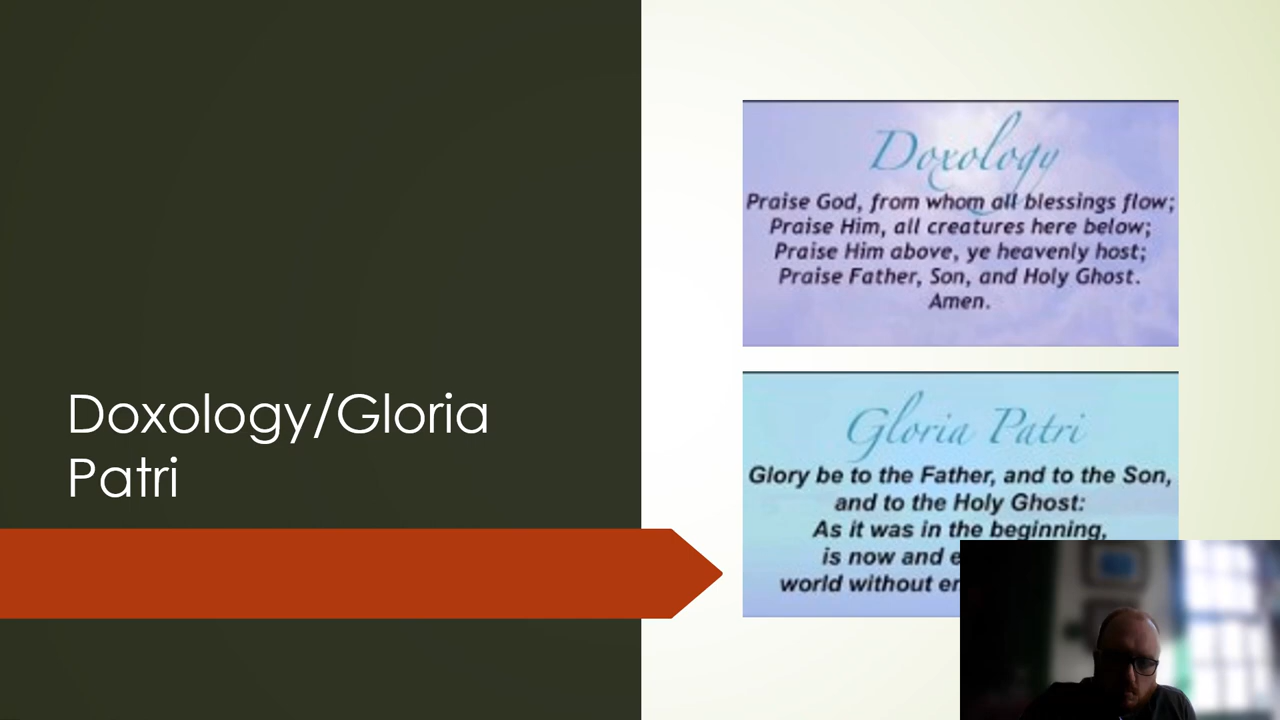 Doxology/Gloria
Patri
Doxology
Praise God, from whom all blessings flow;
Praise Him, all creatures here below;
Praise Him above, ye heavenly host;
Praise Father, Son, and Holy Ghost.
Amen.
Gloria Patri
Glory be to the Father, and to the Son,
and to the Holy Ghost:
As it was in the beginning,
is now and
world without